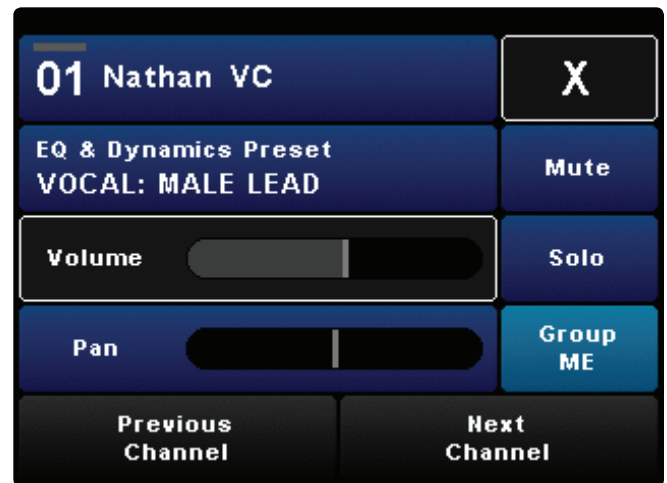 01 Nathan VC
X
EQ & Dynamics Preset
VOCAL: MALE LEAD
Mute
Volume
Solo
Pan
Group
ME
Previous
Channel
Next
Channel